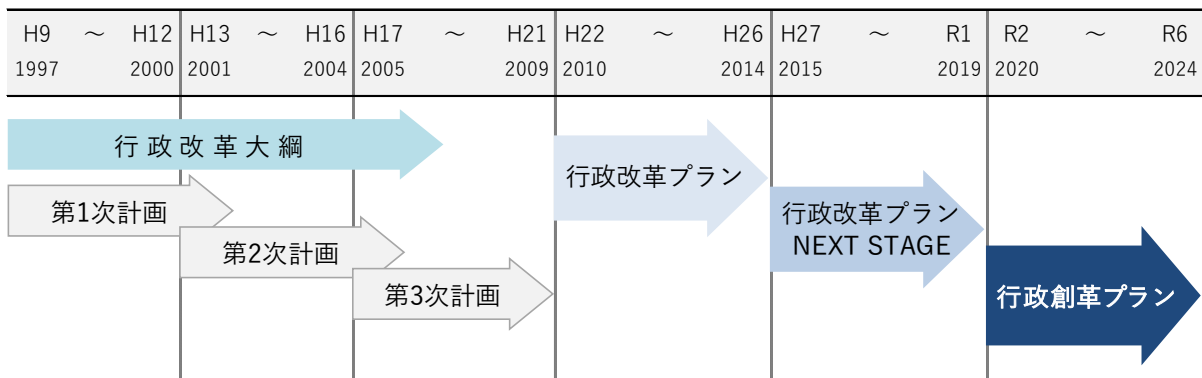 H9 ～ H12 H13 ～ H16 H17 ～ H21 H22 ～ H26 H27 ～ R1 R2 ～ R6
1997 2000 2001 2004 2005 2009 2010 2014 2015 2019 2020 2024
行政改革大綱
第1次計画
第2次計画
第3次計画
行政改革プラン
行政改革プラン
NEXT STAGE
行政創革プラン